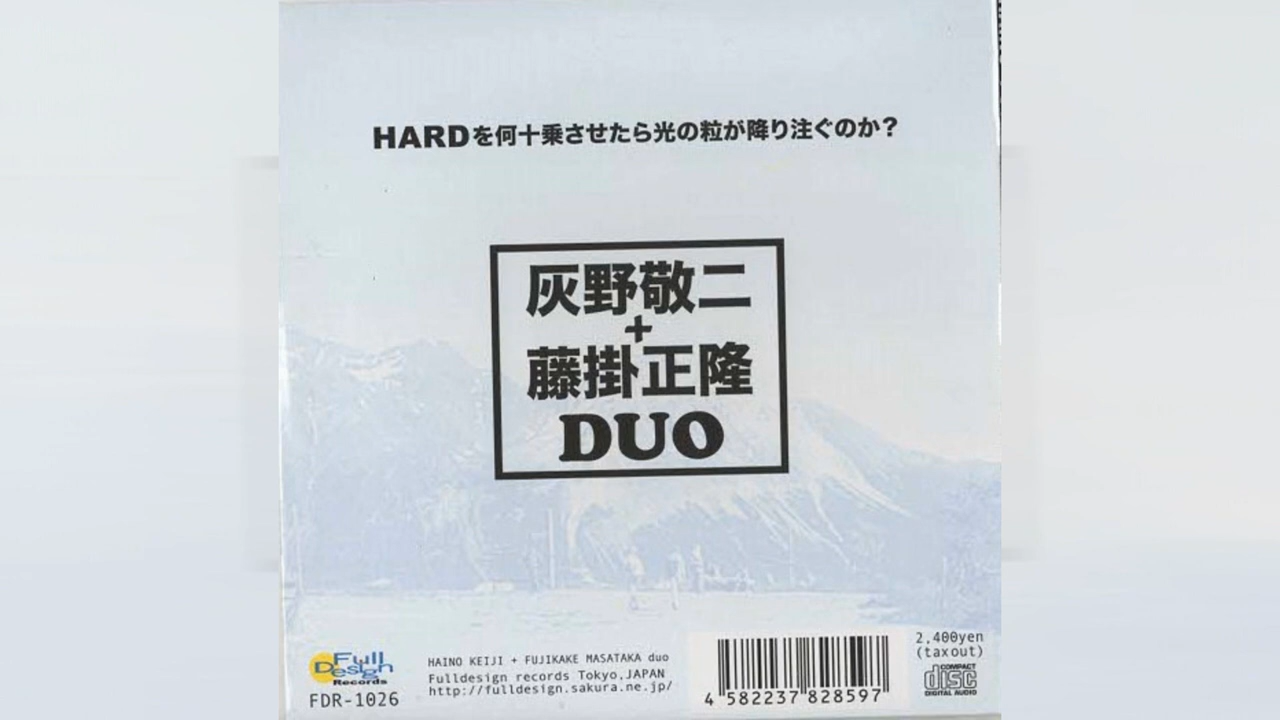 HARDを何十乗させたら光の粒が降り注ぐのか？
灰野敬二
+
藤掛正隆
DUO
Full
Design
Records
FDR-1026
HAINO KEIJI + FUJIKAKE MASATAKA duo
Fulldesign records Tokyo,JAPAN
http://fulldesign.sakura.ne.jp/
4 582237 828597
2,400yen
(taxout)
COMPACT
disc
DIGITAL AUDIO